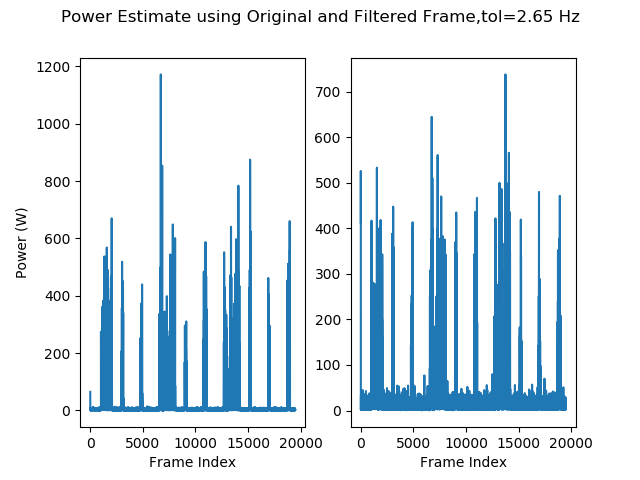 Power Estimate using Original and Filtered Frame,tol=2.65 Hz
Power (W)
1200
1000
800
600
400
200
0
0 5000 10000 15000 20000
Frame Index
700
600
500
400
300
200
100
0
0 5000 10000 15000 20000
Frame Index